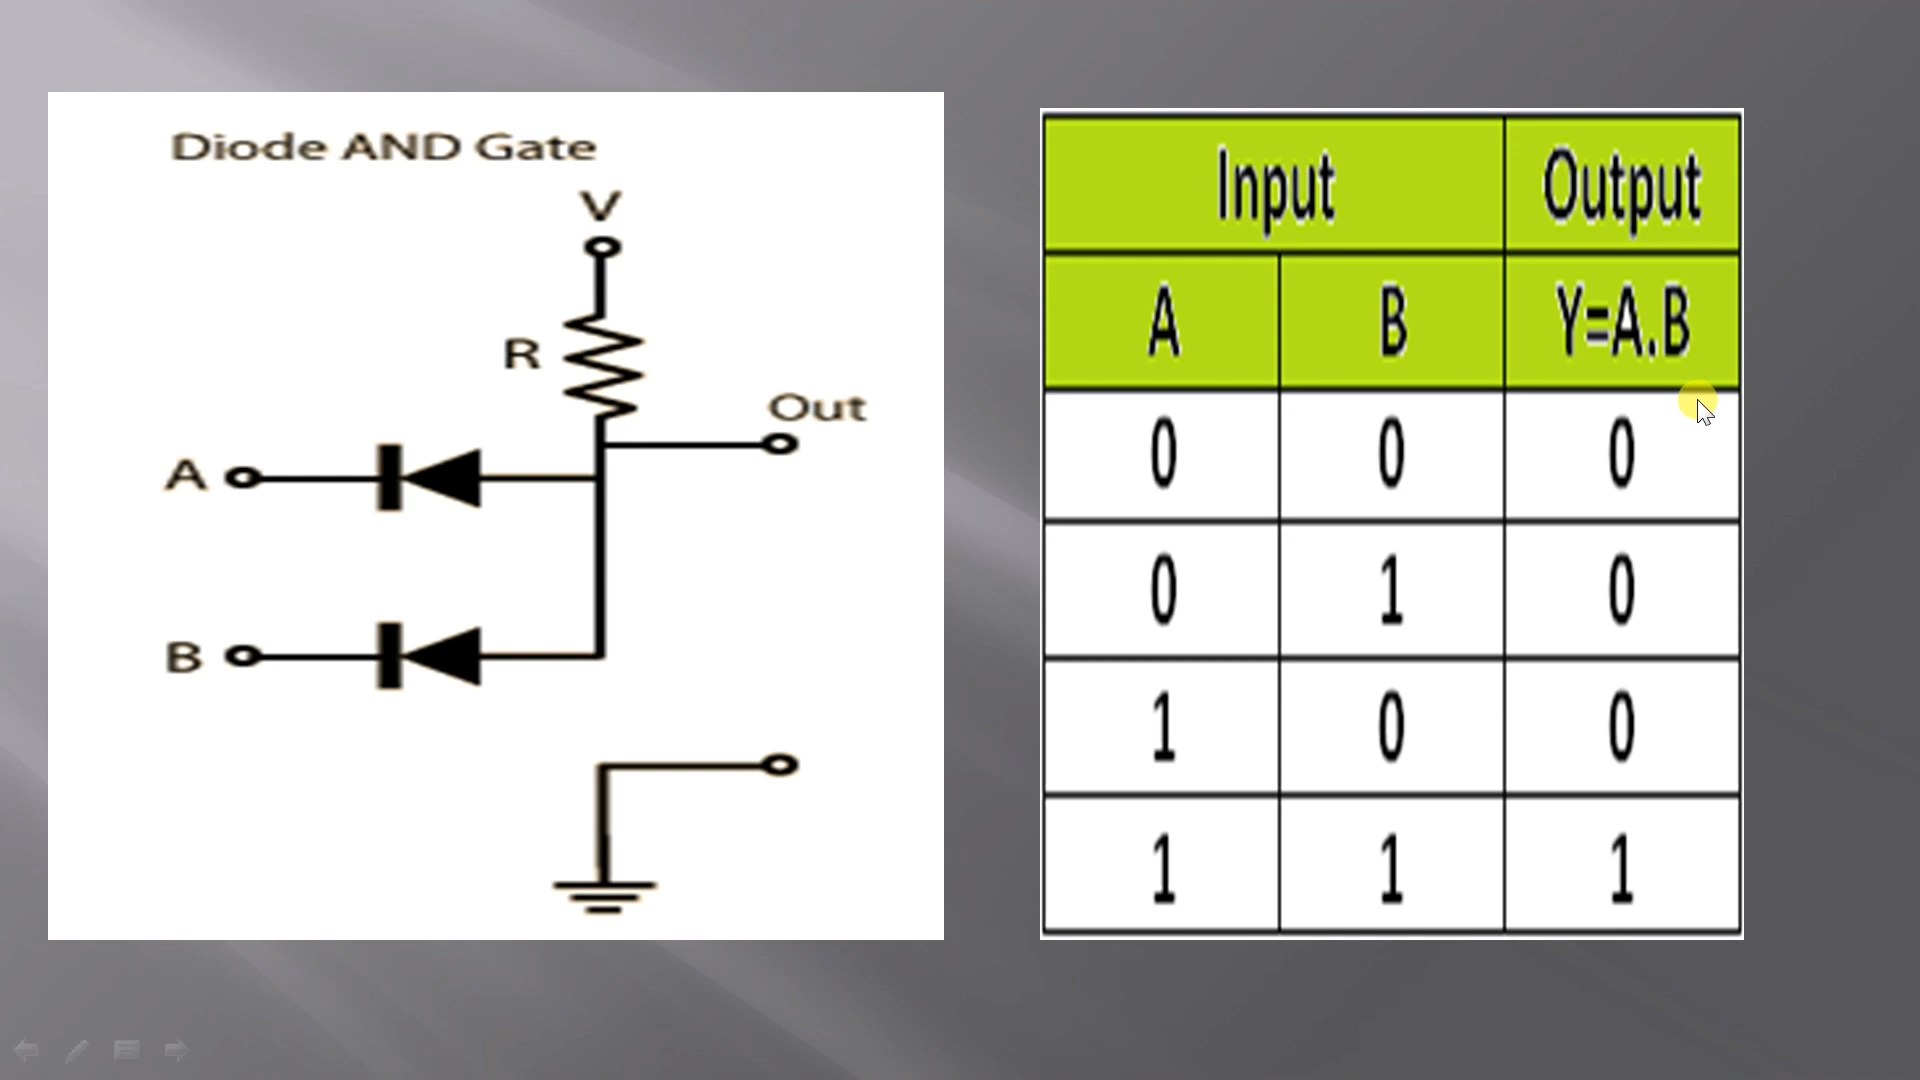 Diode AND Gate
V
R
Out
A
B
Input Output
A B Y=A.B
0 0 0
0 1 0
1 0 0
1 1 1